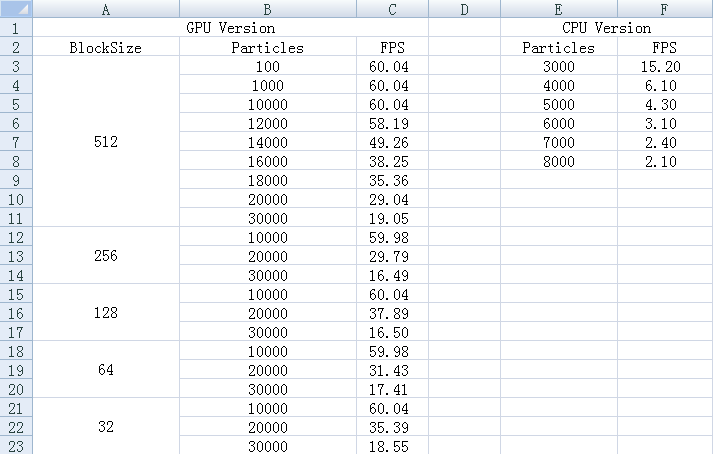 A B C D E F
1 GPU Version CPU Version
2 BlockSize Particles FPS Particles FPS
3 100 60.04 3000 15.20
4 1000 60.04 4000 6.10
5 10000 60.04 5000 4.30
6 12000 58.19 6000 3.10
7 512 14000 49.26 7000 2.40
8 16000 38.25 8000 2.10
9 18000 35.36
10 20000 29.04
11 30000 19.05
12 10000 59.98
13 256 20000 29.79
14 30000 16.49
15 10000 60.04
16 128 20000 37.89
17 30000 16.50
18 10000 59.98
19 64 20000 31.43
20 30000 17.41
21 10000 60.04
22 32 20000 35.39
23 30000 18.55